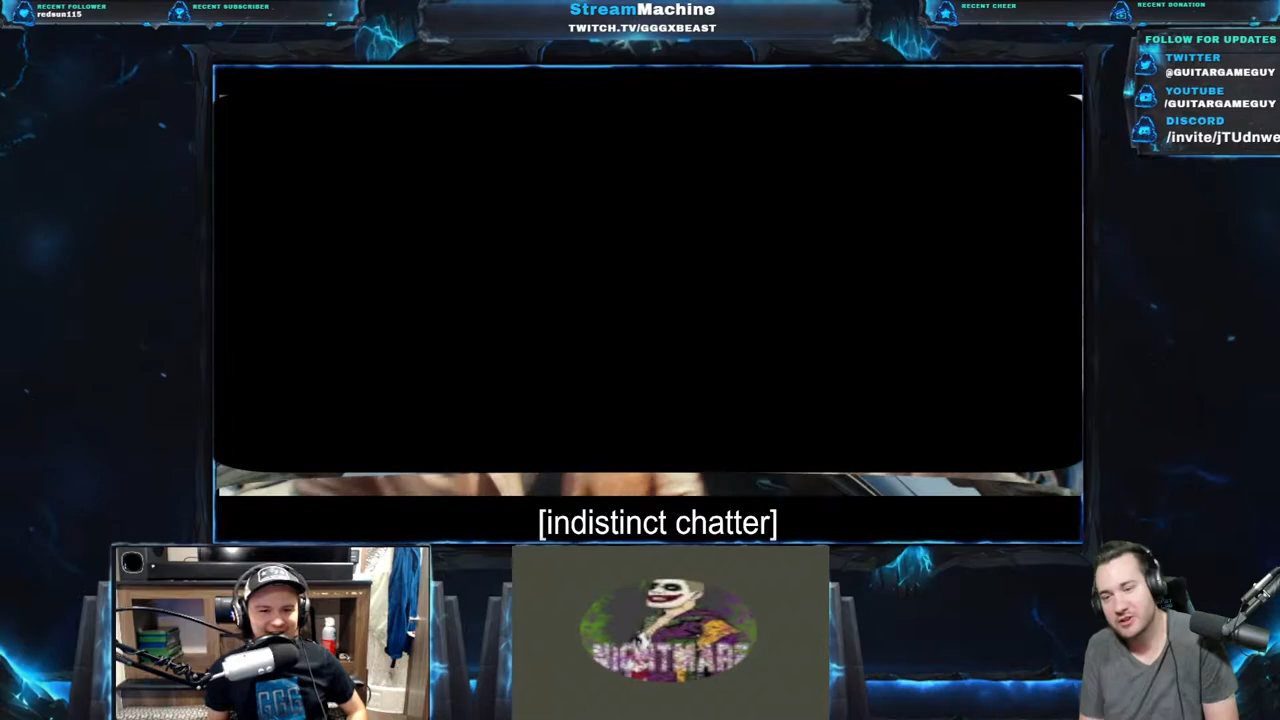 RECENT FOLLOWER
redsun115
RECENT SUBSCRIBER
StreamMachine
TWITCH.TV/GGGXBEAST
RECENT CHEER
RECENT DONATION
FOLLOW FOR UPDATES
TWITTER
@GUITARGAMEGUY
YOUTUBE
/GUITARGAMEGUY
DISCORD
/invite/jTUdnwe
[indistinct chatter]
GGG
NIGHTMARE